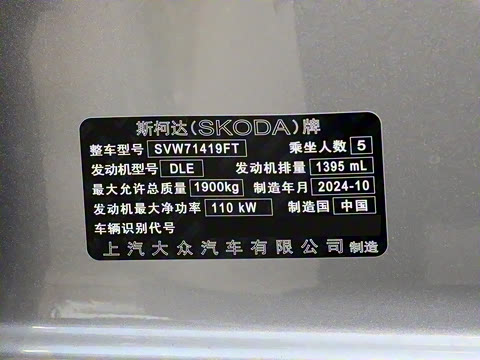 斯柯达(SKODA)牌
整车型号 SVW71419FT 乘坐人数 5
发动机型号 DLE 发动机排量 1395 mL
最大允许总质量 1900kg 制造年月 2024-10
发动机最大净功率 110 kW 制造国 中国
车辆识别代号
上汽大众汽车有限公司 制造